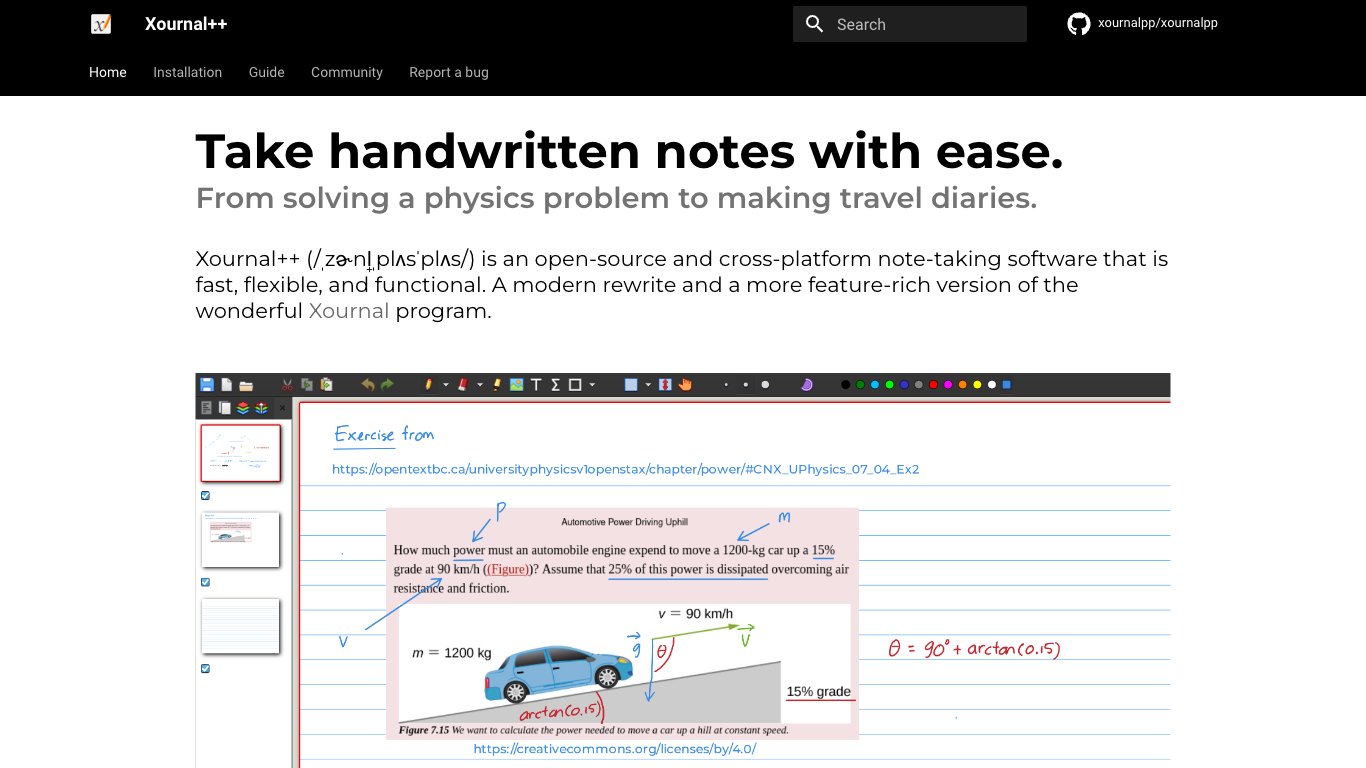 Xournal++
Search
xournalpp/xournalpp
Home Installation Guide Community Report a bug
Take handwritten notes with ease.
From solving a physics problem to making travel diaries.
Xournal++ (/ˌzɚnl̩ˌplʌsˈplʌs/) is an open-source and cross-platform note-taking software that is
fast, flexible, and functional. A modern rewrite and a more feature-rich version of the
wonderful Xournal program.
Exercise from
https://opentextbc.ca/universityphysicsv1openstax/chapter/power/#CNX_UPhysics_07_04_Ex2
P
m
Automotive Power Driving Uphill
How much power must an automobile engine expend to move a 1200-kg car up a 15%
grade at 90 km/h ((Figure))? Assume that 25% of this power is dissipated overcoming air
resistance and friction.
v = 90 km/h
v
g
θ
v
m = 1200 kg
θ = 90° + arctan(0.15)
15% grade
arctan(0.15)
Figure 7.15 We want to calculate the power needed to move a car up a hill at constant speed.
https://creativecommons.org/licenses/by/4.0/